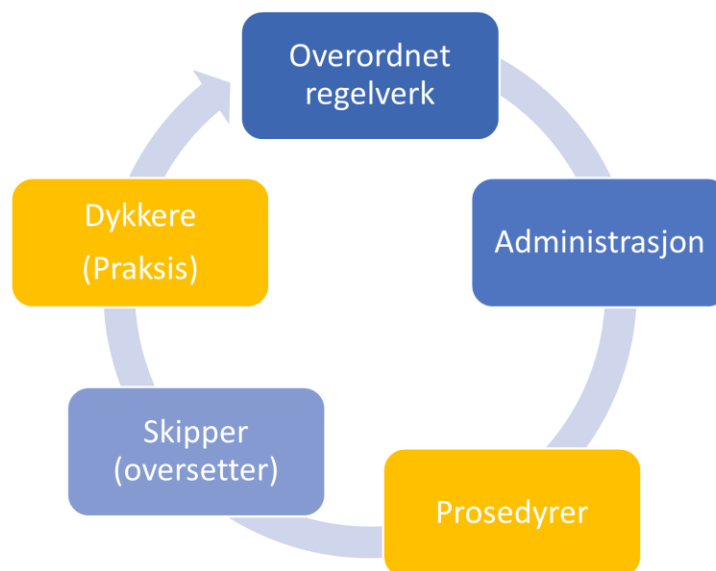 Overordnet
regelverk
Administrasjon
Prosedyrer
Skipper
(oversetter)
Dykkere
(Praksis)